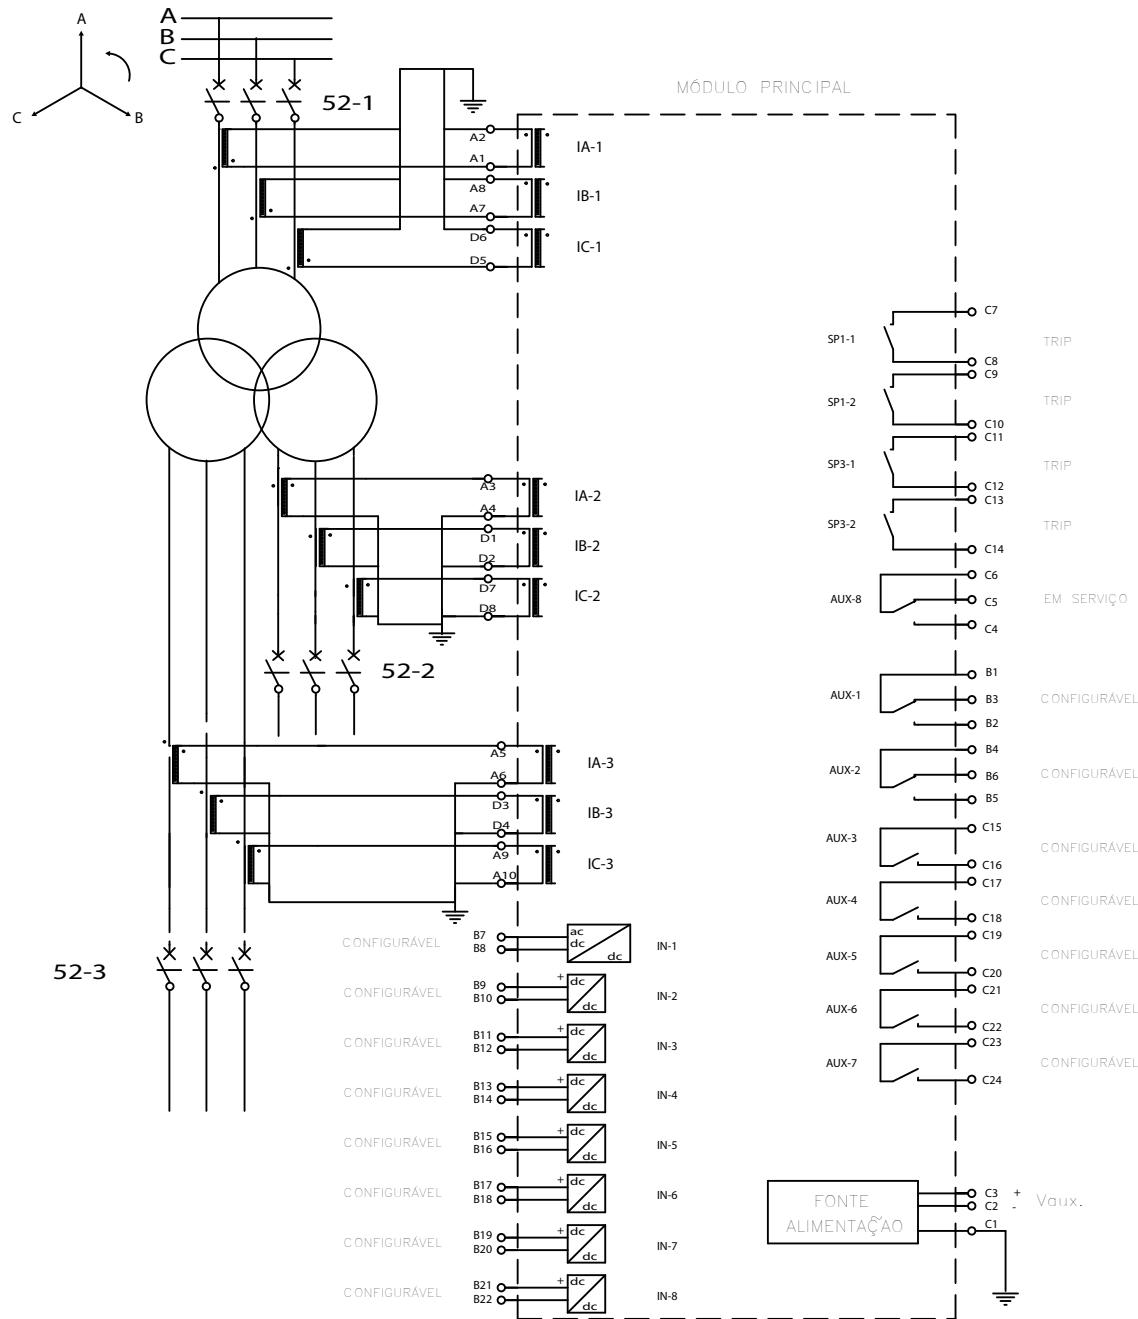 A
A
B
C
C
B
52-1
MÓDULO PRINCIPAL
A2
A1
IA-1
A8
A7
IB-1
D6
D5
IC-1
SP1-1
C7
C8
TRIP
SP1-2
C9
C10
TRIP
SP3-1
C11
C12
TRIP
SP3-2
C13
C14
TRIP
A3
A4
IA-2
D1
D2
IB-2
D7
D8
IC-2
52-2
AUX-8
C6
C5
C4
EM SERVIÇO
AUX-1
B1
B3
B2
CONFIGURÁVEL
AUX-2
B4
B6
B5
CONFIGURÁVEL
A5
A6
IA-3
D3
D4
IB-3
A9
A10
IC-3
AUX-3
C15
C16
CONFIGURÁVEL
AUX-4
C17
C18
CONFIGURÁVEL
AUX-5
C19
C20
CONFIGURÁVEL
AUX-6
C21
C22
CONFIGURÁVEL
AUX-7
C23
C24
CONFIGURÁVEL
52-3
CONFIGURÁVEL
B7
B8
ac
dc
dc
IN-1
CONFIGURÁVEL
B9
B10
+ dc
dc
IN-2
CONFIGURÁVEL
B11
B12
+ dc
dc
IN-3
CONFIGURÁVEL
B13
B14
+ dc
dc
IN-4
CONFIGURÁVEL
B15
B16
+ dc
dc
IN-5
CONFIGURÁVEL
B17
B18
+ dc
dc
IN-6
CONFIGURÁVEL
B19
B20
+ dc
dc
IN-7
CONFIGURÁVEL
B21
B22
+ dc
dc
IN-8
FONTE
ALIMENTAÇÃO
C3 +
C2 -
C1
Vaux.